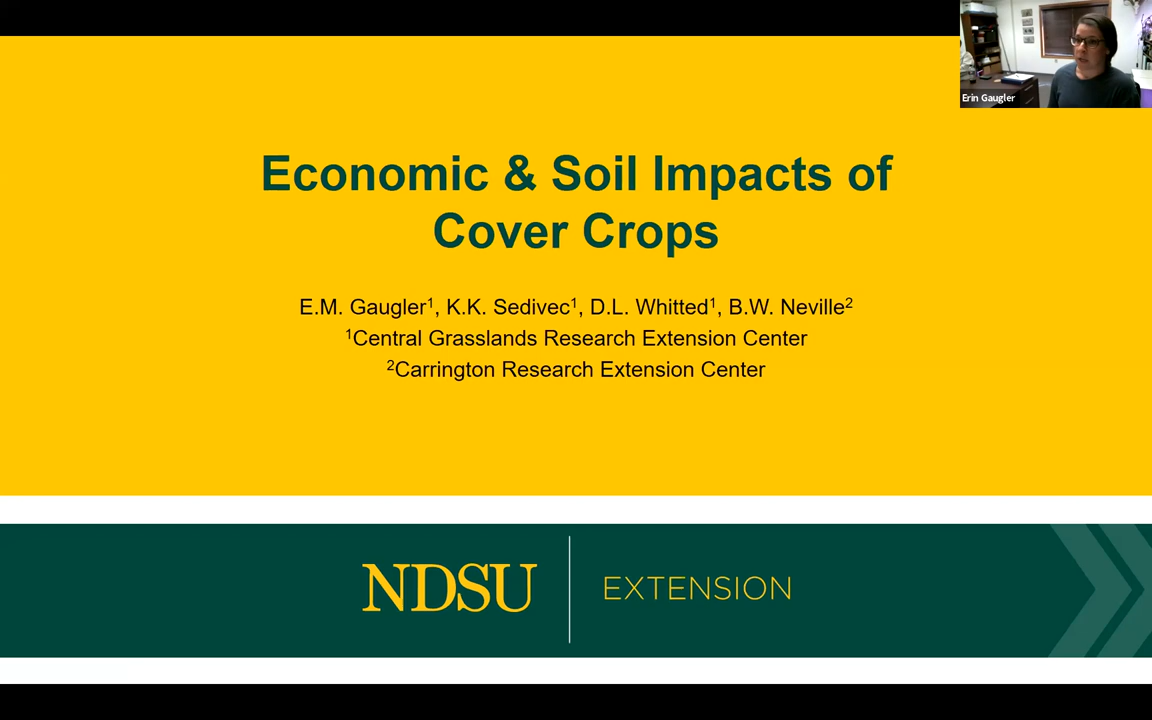 Erin Gaugler
Economic & Soil Impacts of
Cover Crops
E.M. Gaugler¹, K.K. Sedivec¹, D.L. Whitted¹, B.W. Neville²
¹Central Grasslands Research Extension Center
²Carrington Research Extension Center
NDSU EXTENSION